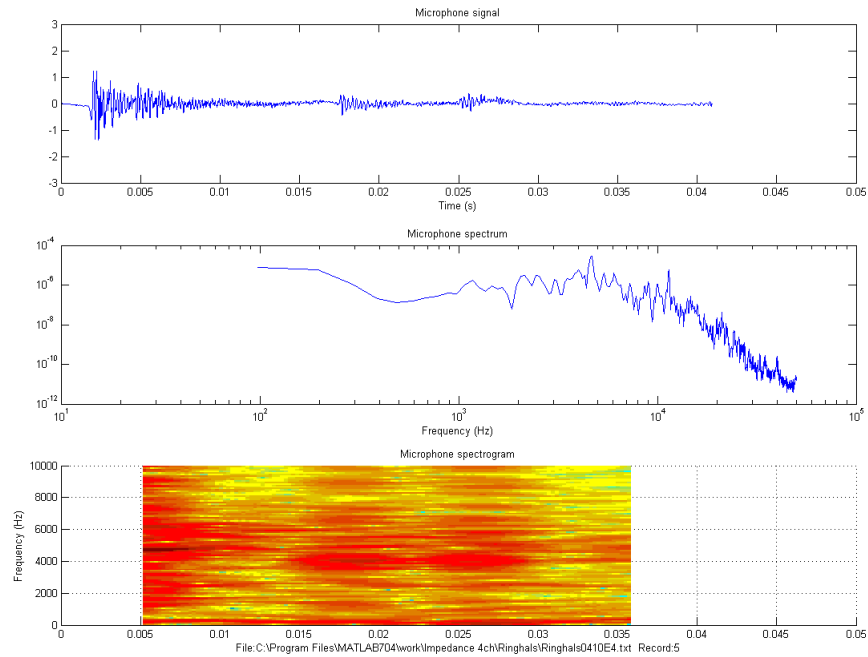 Microphone signal
3
2
1
0
-1
-2
-3
0 0.005 0.01 0.015 0.02 0.025 0.03 0.035 0.04 0.045 0.05
Time (s)
Microphone spectrum
10^-4
10^-6
10^-8
10^-10
10^-12
10^1 10^2 10^3 10^4 10^5
Frequency (Hz)
Microphone spectrogram
10000
8000
6000
4000
2000
0
Frequency (Hz)
0 0.005 0.01 0.015 0.02 0.025 0.03 0.035 0.04 0.045 0.05
File:C:\Program Files\MATLAB704\work\Impedance 4ch\Ringhals\Ringhals0410E4.txt Record:5